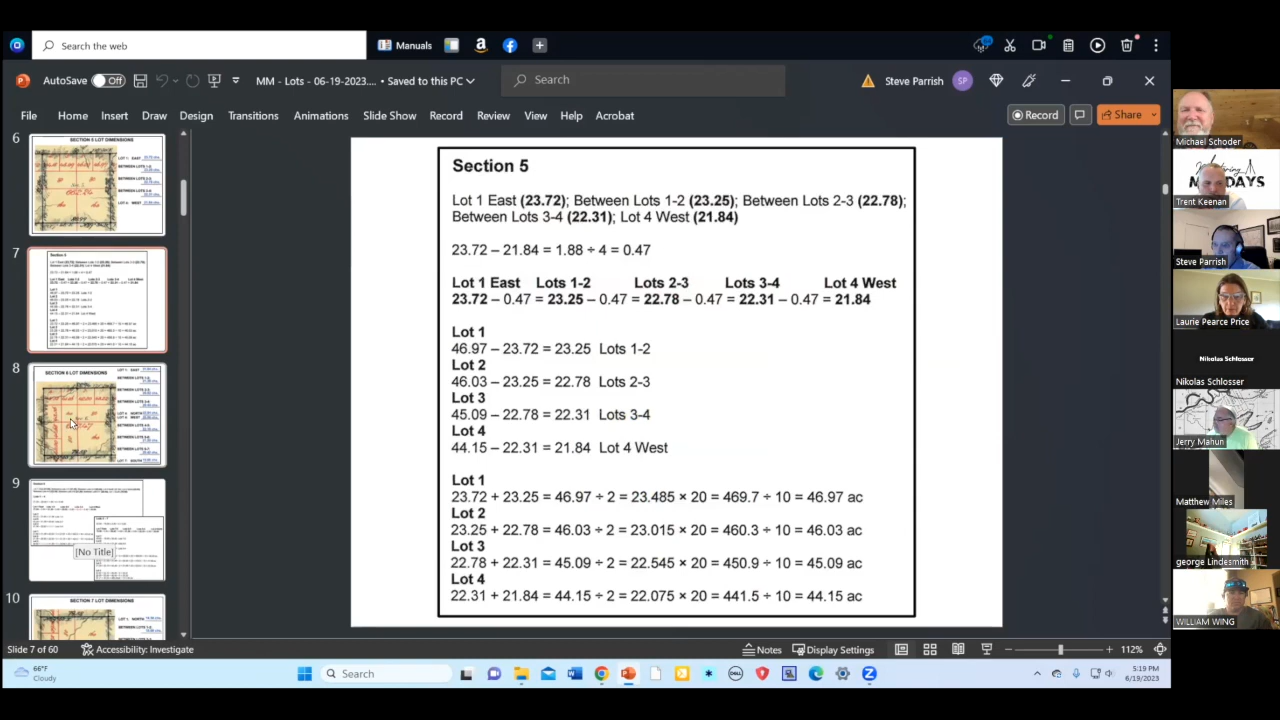 Search the web
Manuals
AutoSave Off
MM - Lots - 06-19-2023.... • Saved to this PC
Search
Steve Parrish SP
File Home Insert Draw Design Transitions Animations Slide Show Record Review View Help Acrobat
Record
Share
6
SECTION 5 LOT DIMENSIONS
7
8
SECTION 6 LOT DIMENSIONS
9
[No Title]
10
SECTION 7 LOT DIMENSIONS
Section 5
Lot 1 East (23.72); Between Lots 1-2 (23.25); Between Lots 2-3 (22.78);
Between Lots 3-4 (22.31); Lot 4 West (21.84)
23.72 – 21.84 = 1.88 ÷ 4 = 0.47
Lot 1 East Lots 1-2 Lots 2-3 Lots 3-4 Lot 4 West
23.72 – 0.47 = 23.25 – 0.47 = 22.78 – 0.47 = 22.31 – 0.47 = 21.84
Lot 1
46.97 – 23.72 = 23.25 Lots 1-2
Lot 2
46.03 – 23.25 = 22.78 Lots 2-3
Lot 3
45.09 – 22.78 = 22.31 Lots 3-4
Lot 4
44.15 – 22.31 = 21.84 Lot 4 West
Lot 1
23.72 + 23.25 = 46.97 ÷ 2 = 23.485 × 20 = 469.7 ÷ 10 = 46.97 ac
Lot 2
23.25 + 22.78 = 46.03 ÷ 2 = 23.015 × 20 = 460.3 ÷ 10 = 46.03 ac
Lot 3
22.78 + 22.31 = 45.09 ÷ 2 = 22.545 × 20 = 450.9 ÷ 10 = 45.09 ac
Lot 4
22.31 + 21.84 = 44.15 ÷ 2 = 22.075 × 20 = 441.5 ÷ 10 = 44.15 ac
Michael Schoder
Trent Keenan
Steve Parrish
Laurie Pearce Price
Nikolas Schlosser
Nikolas Schlosser
Jerry Mahun
Matthew Miles
george Lindesmith
WILLIAM WING
Slide 7 of 60
Accessibility: Investigate
Notes
Display Settings
112%
66°F
Cloudy
Search
5:19 PM
6/19/2023